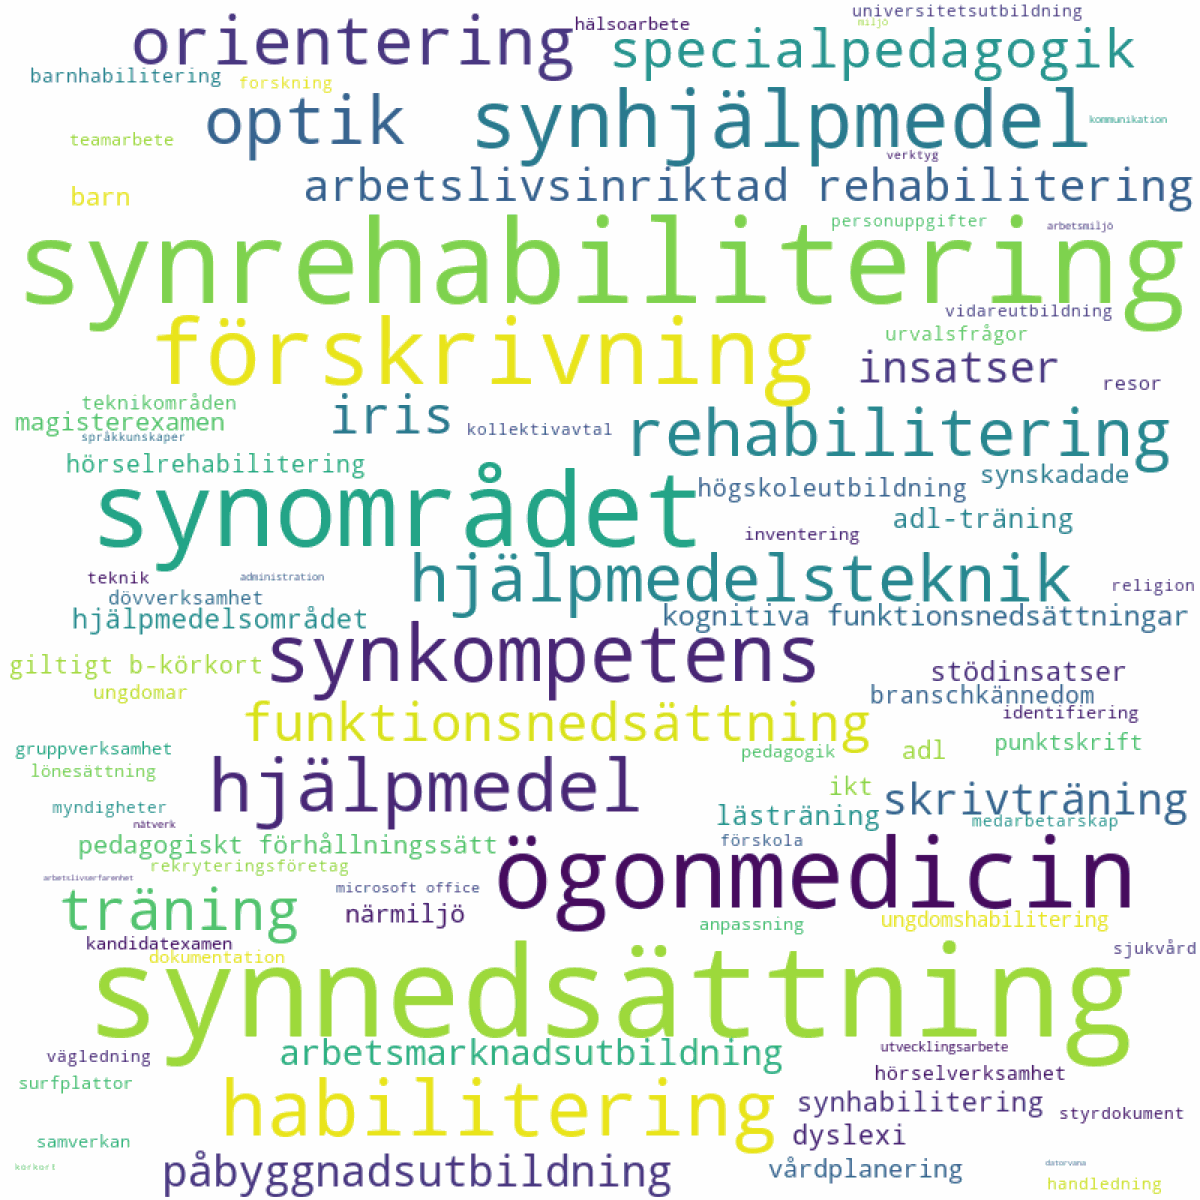 universitetsutbildning
hälsoarbete
miljö
orientering
specialpedagogik
barnhabilitering
forskning
optik
synhjälpmedel
kommunikation
teamarbete
verktyg
arbetslivsinriktad rehabilitering
barn
personuppgifter
arbetsmiljö
synrehabilitering
vidareutbildning
förskrivning
urvalsfrågor
insatser
resor
teknikområden
iris
magisterexamen
kollektivavtal
rehabilitering
språkkunskaper
hörselrehabilitering
synskadade
synområdet
högskoleutbildning
adl-träning
inventering
teknik
administration
hjälpmedelsteknik
religion
dövverksamhet
hjälpmedelsområdet
kognitiva funktionsnedsättningar
synkompetens
giltigt b-körkort
stödinsatser
ungdomar
branschkännedom
funktionsnedsättning
identifiering
gruppverksamhet
pedagogik
adl
punktskrift
lönesättning
hjälpmedel
ikt
skrivträning
myndigheter
lästräning
nätverk
medarbetarskap
pedagogiskt förhållningssätt
förskola
rekryteringsföretag
ögonmedicin
arbetslivserfarenhet
microsoft office
träning
närmiljö
anpassning
ungdomshabilitering
kandidatexamen
sjukvård
dokumentation
synnedsättning
vägledning
arbetsmarknadsutbildning
utvecklingsarbete
surfplattor
hörselverksamhet
habilitering
synhabilitering
styrdokument
samverkan
dyslexi
körkort
påbyggnadsutbildning
vårdplanering
datorvana
handledning